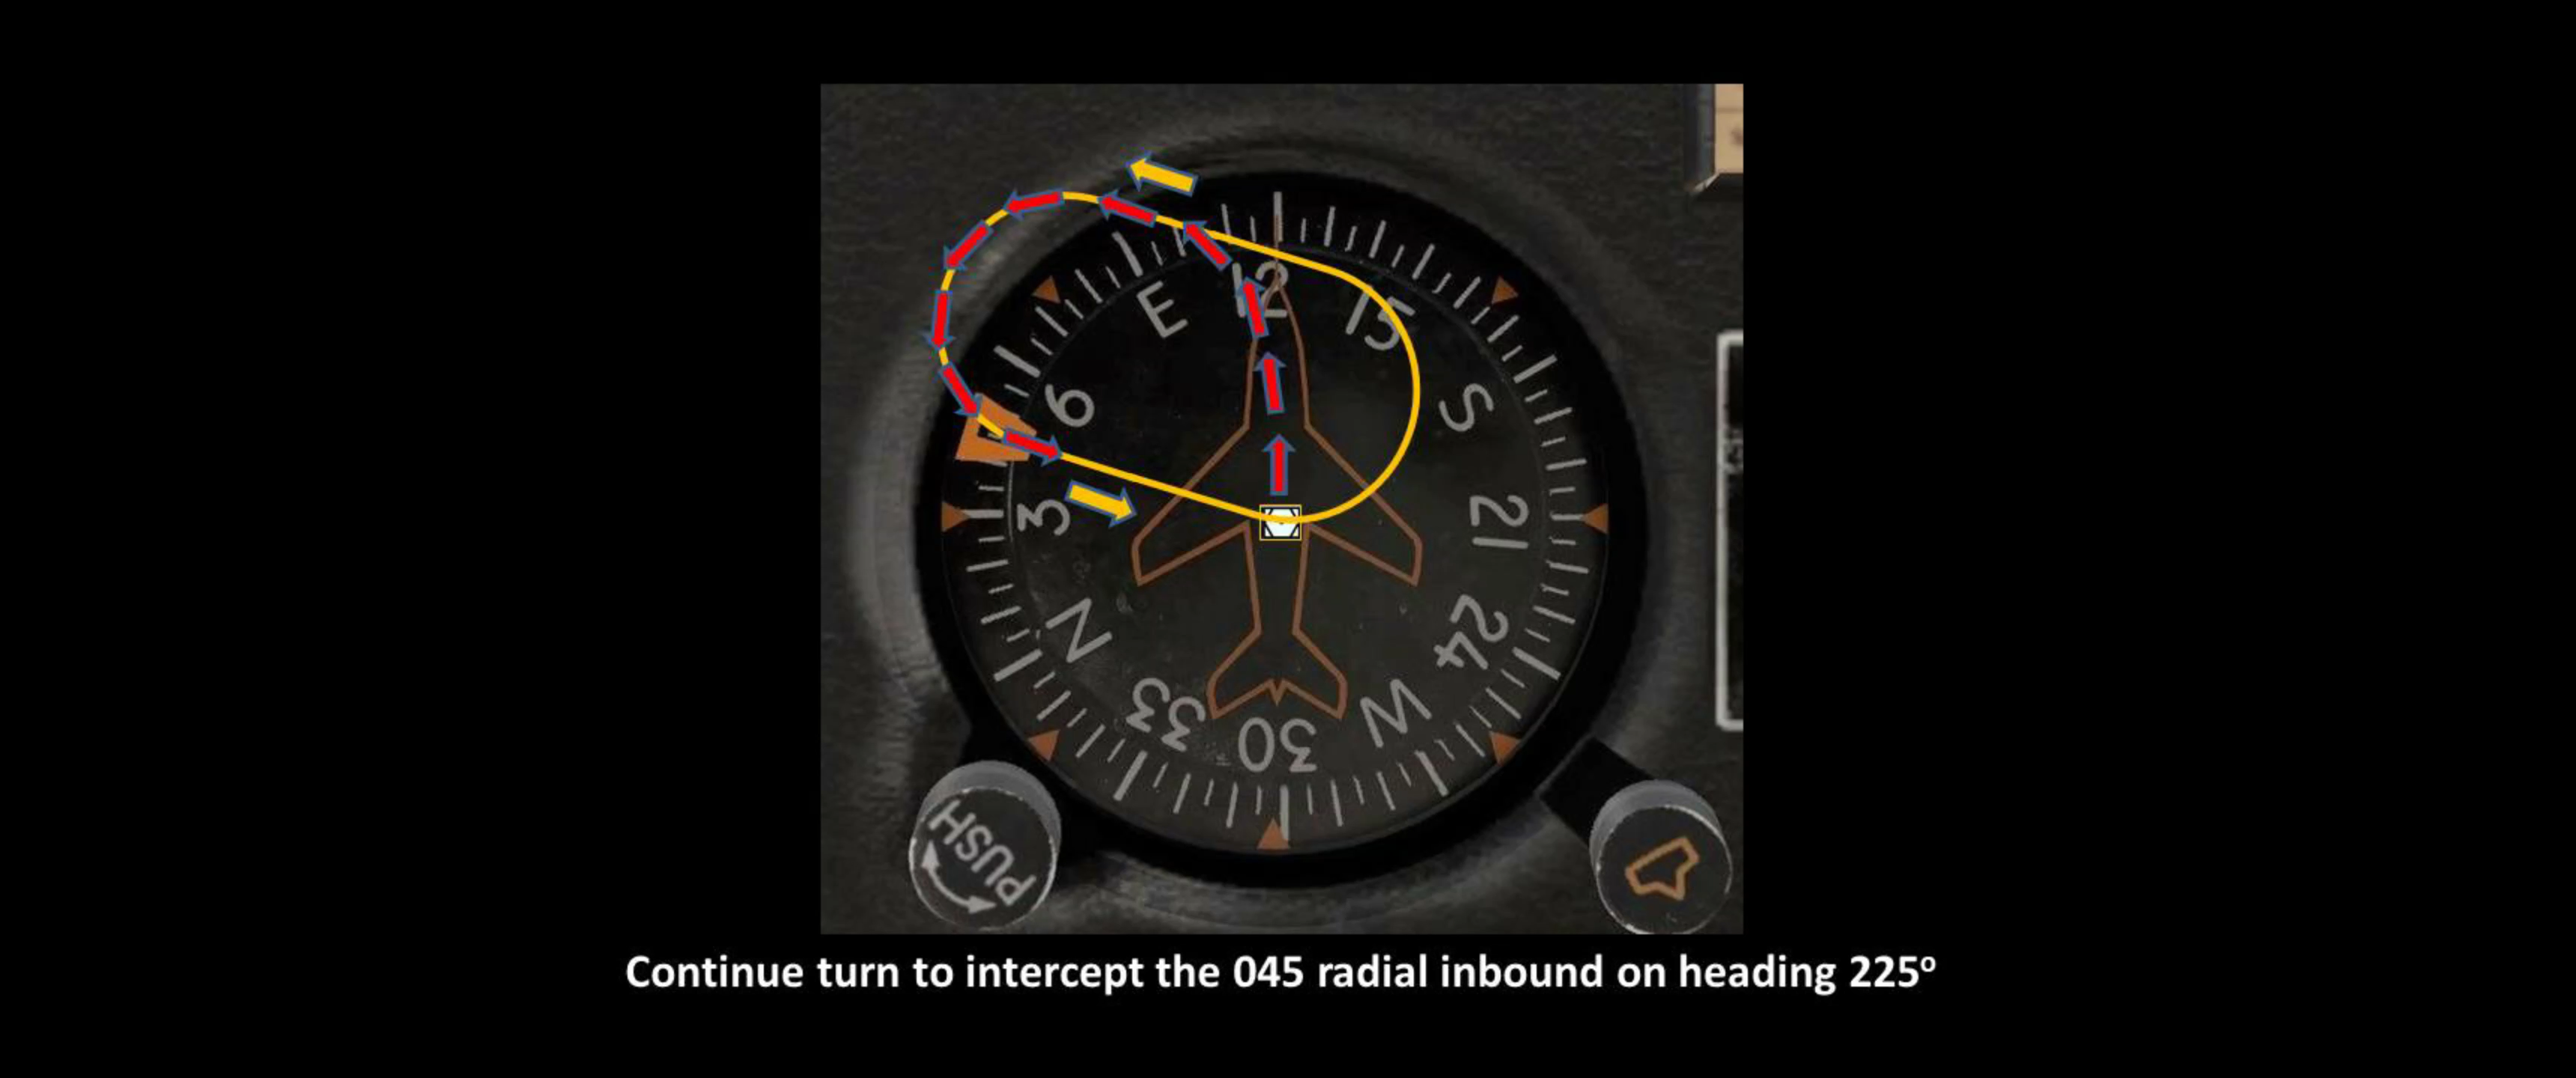 12
15
E
6
S
3
21
N
24
33
W
30
PUSH
Continue turn to intercept the 045 radial inbound on heading 225º